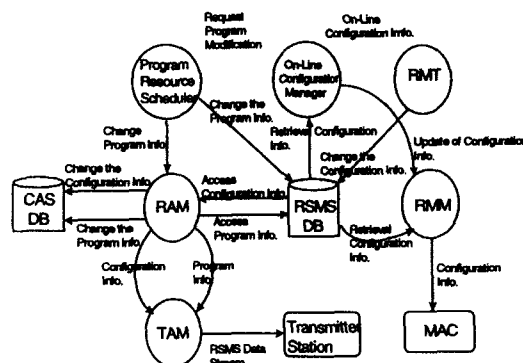 Request
Program
Modification
On-Line
Configuration Imfo.
Program
Resource
Scheduler
On-Line
Configuration
Manager
RMT
Change the
Program Info.
Retrieval
Info.
Configuration
Change
Program Info.
Change the
Configuration Info.
Update of Configuration
Info.
Change the
Configuration Info.
Access
Configuration Info.
CAS
DB
RAM
RSMS
DB
RMM
Change the
Program Info.
Access
Program Info.
Retrieval
Configuration
Info.
Configuration
Info.
Program
Info.
Configuration
Info.
TAM
RSMS Data
Stream
Transmitter
Station
MAC